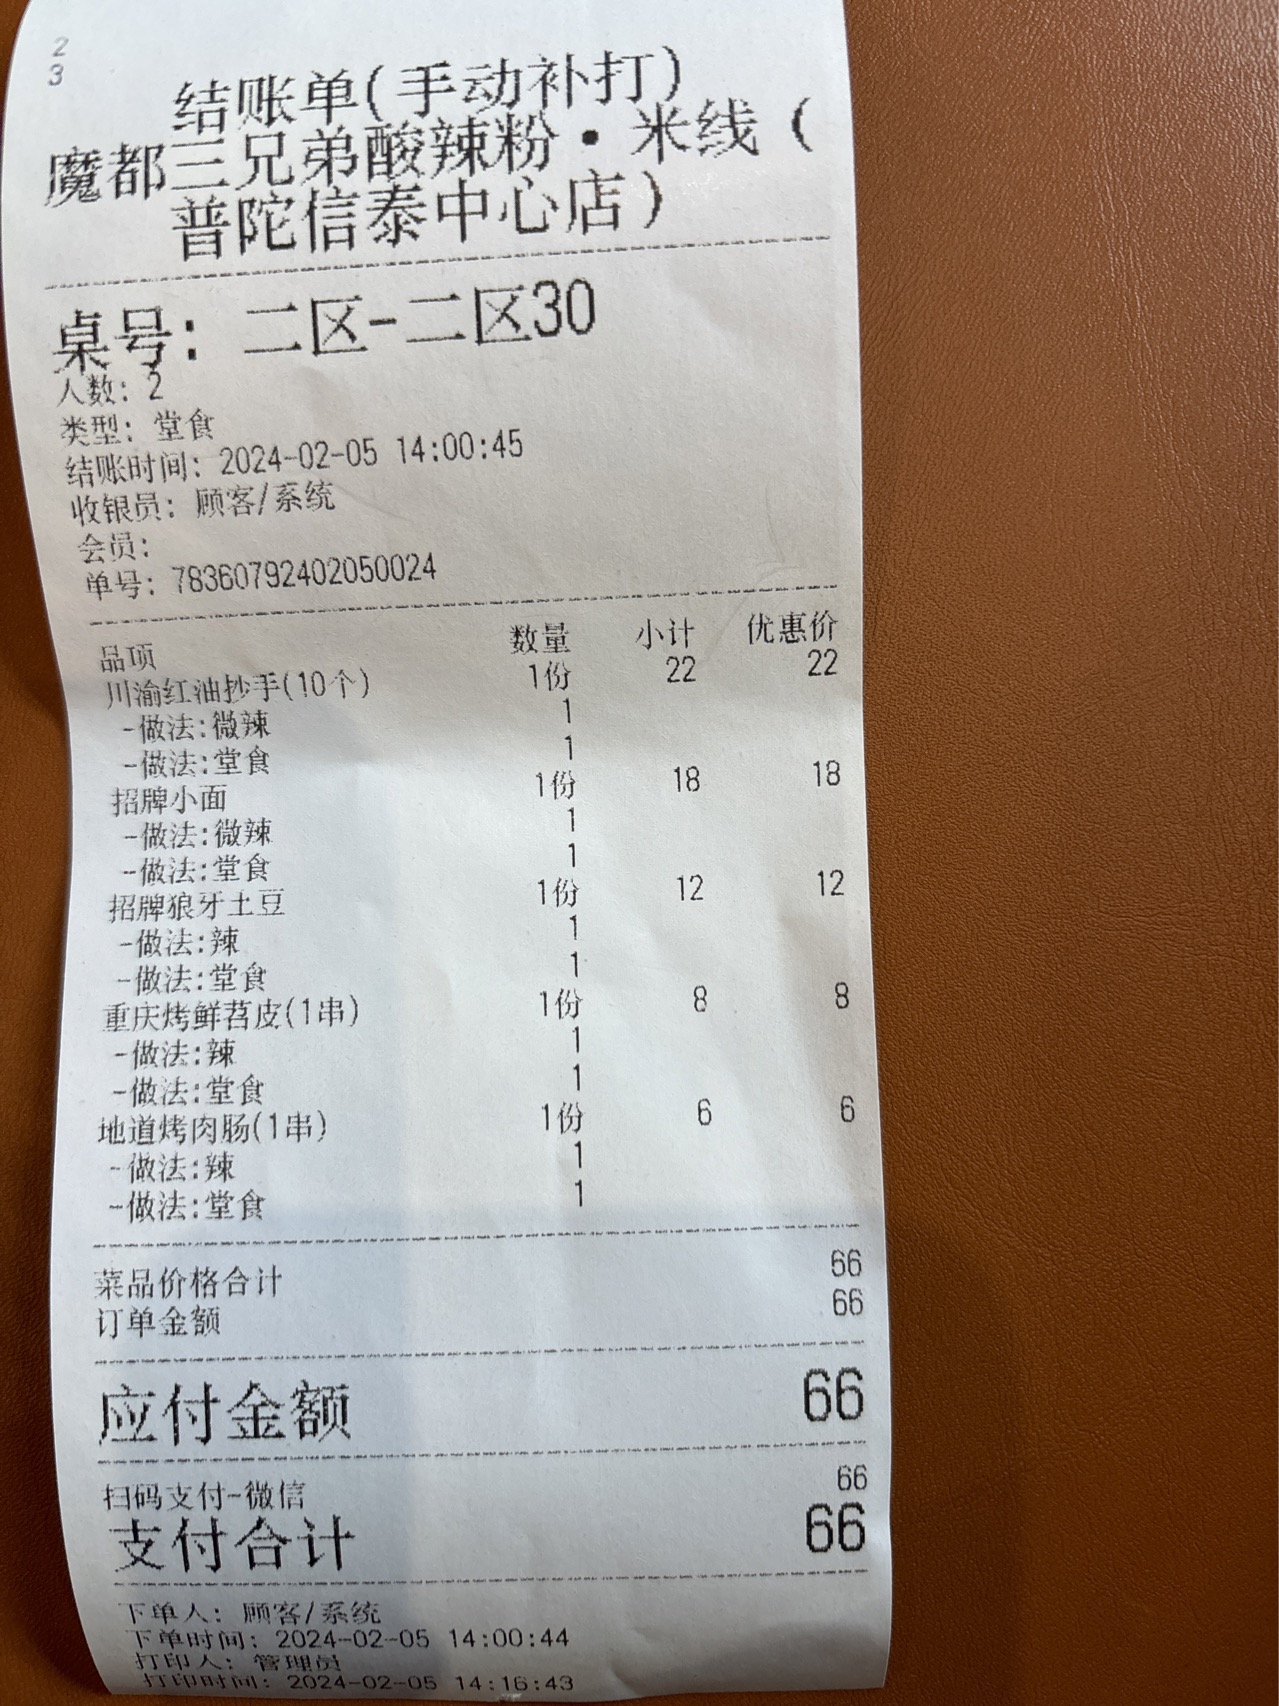 2
3
结账单(手动补打)
魔都三兄弟酸辣粉·米线(
普陀信泰中心店)
桌号: 二区-二区30
人数: 2
类型: 堂食
结账时间: 2024-02-05 14:00:45
收银员: 顾客/系统
会员:
单号: 78360792402050024
品项 数量 小计 优惠价
川渝红油抄手(10个) 1份 22 22
-做法:微辣 1
-做法:堂食 1
招牌小面 1份 18 18
-做法:微辣 1
-做法:堂食 1
招牌狼牙土豆 1份 12 12
-做法:辣 1
-做法:堂食 1
重庆烤鲜苕皮(1串) 1份 8 8
-做法:辣 1
-做法:堂食 1
地道烤肉肠(1串) 1份 6 6
-做法:辣 1
-做法:堂食 1
菜品价格合计 66
订单金额 66
应付金额 66
扫码支付-微信 66
支付合计 66
下单人: 顾客/系统
下单时间: 2024-02-05 14:00:44
打印人: 管理员
打印时间: 2024-02-05 14:16:43